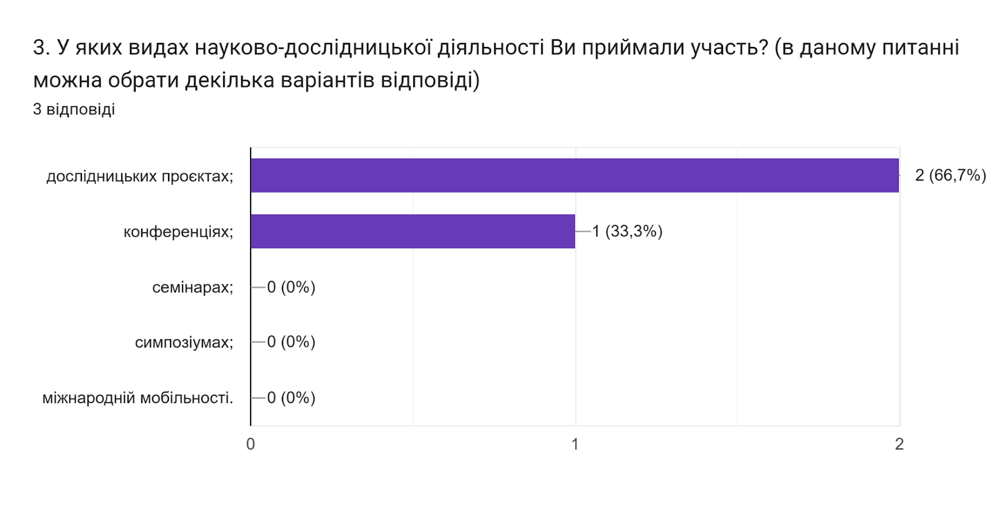 3. У яких видах науково-дослідницької діяльності Ви приймали участь? (в даному питанні
можна обрати декілька варіантів відповіді)
3 відповіді
дослідницьких проєктах;
2 (66,7%)
конференціях;
1 (33,3%)
семінарах;
0 (0%)
симпозіумах;
0 (0%)
міжнародній мобільності.
0 (0%)
0
1
2